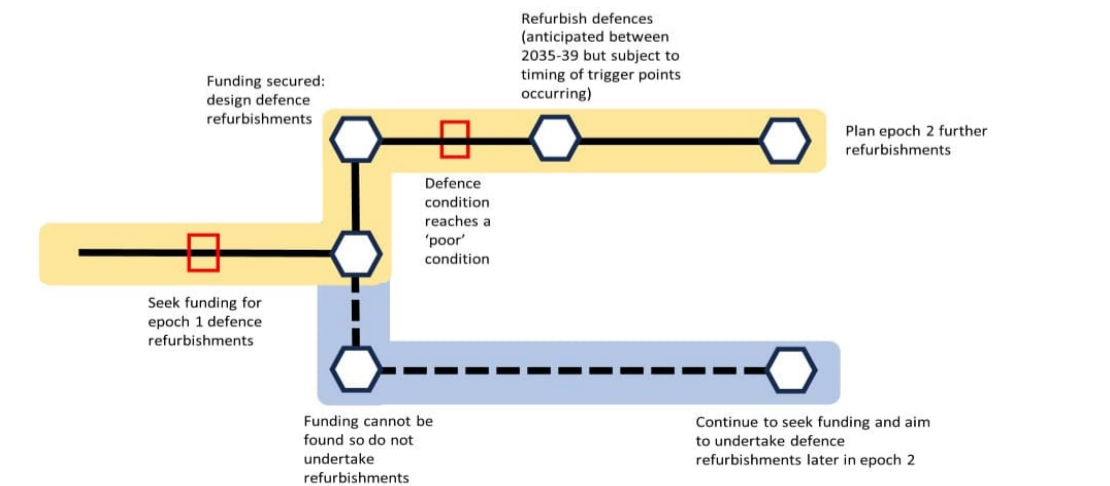 Refurbish defences
(anticipated between
2035-39 but subject to
timing of trigger points
occurring)
Funding secured:
design defence
refurbishments
Plan epoch 2 further
refurbishments
Defence
condition
reaches a
‘poor’
condition
Seek funding for
epoch 1 defence
refurbishments
Funding cannot be
found so do not
undertake
refurbishments
Continue to seek funding and aim
to undertake defence
refurbishments later in epoch 2